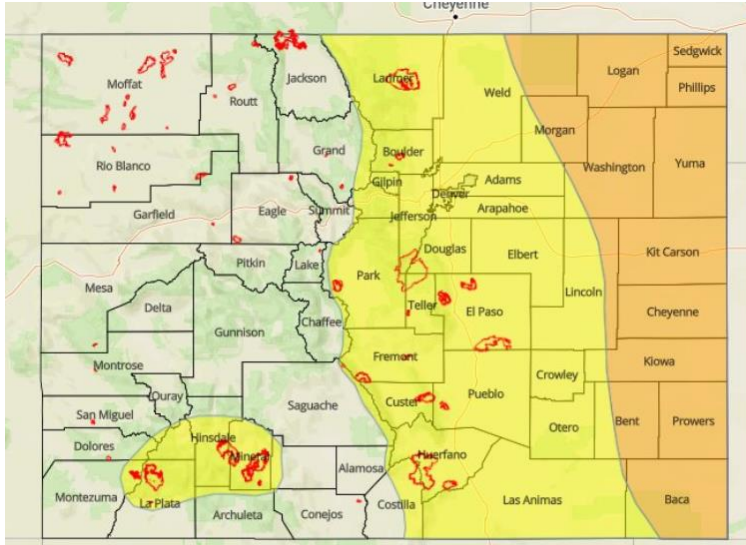 Cheyenne
Sedgwick
Logan
Jackson
Larimer
Moffat
Phillips
Weld
Routt
Morgan
Grand
Boulder
Rio Blanco
Washington
Yuma
Gilpin
Adams
Denver
Eagle
Summit
Arapahoe
Garfield
Jefferson
Douglas
Kit Carson
Elbert
Pitkin
Lake
Park
Mesa
Lincoln
Delta
Teller
El Paso
Cheyenne
Chaffee
Gunnison
Fremont
Kiowa
Montrose
Crowley
Ouray
Pueblo
Custer
Saguache
San Miguel
Bent
Prowers
Otero
Hinsdale
Dolores
Mineral
Huerfano
Alamosa
Montezuma
La Plata
Costilla
Las Animas
Baca
Archuleta
Conejos